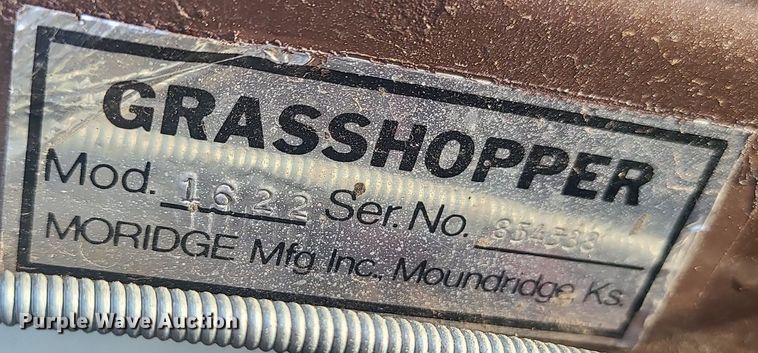 GRASSHOPPER
Mod. 1622 Ser. No.
MORIDGE Mfg Inc., Moundridge Ks.
Purple Wave Auction